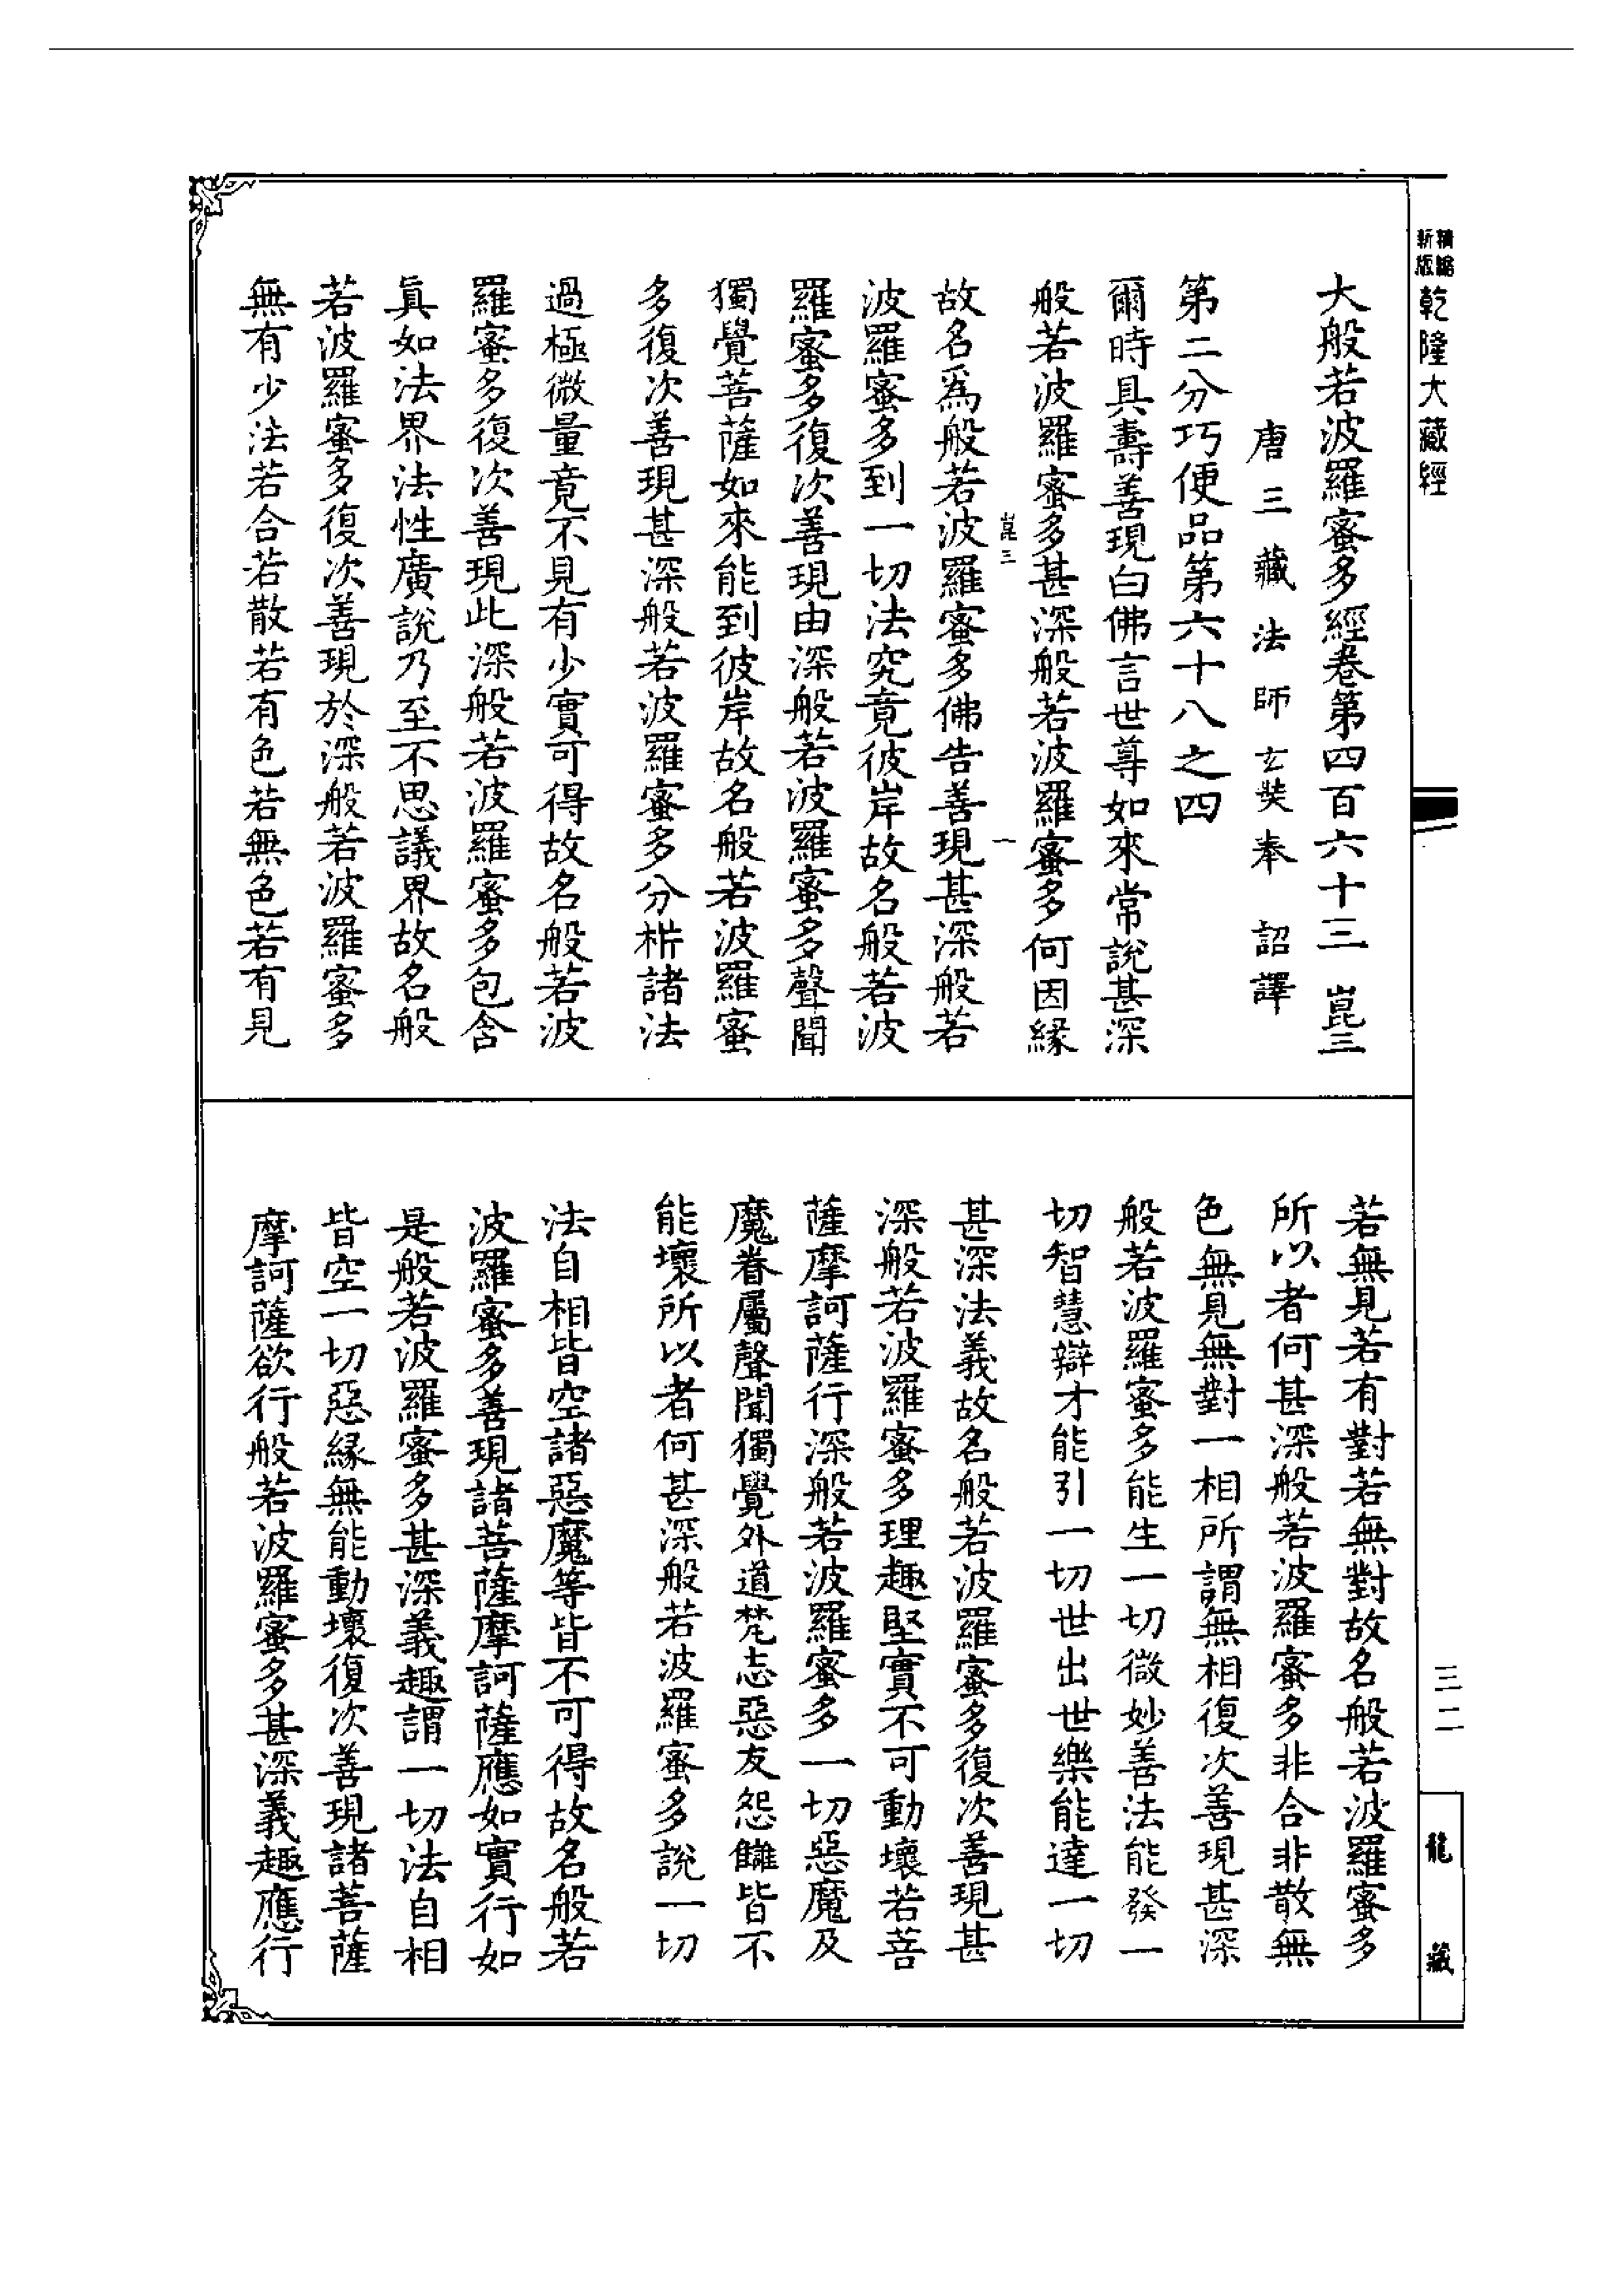 精縮新版乾隆大藏經
大般若波羅蜜多經卷第四百六十三 崑三
唐三藏法師玄奘奉 詔譯
第二分巧便品第六十八之四
爾時具壽善現白佛言世尊如來常說甚深
般若波羅蜜多甚深般若波羅蜜多何因緣
崑三 一
故名爲般若波羅蜜多佛告善現甚深般若
波羅蜜多到一切法究竟彼岸故名般若波
羅蜜多復次善現由深般若波羅蜜多聲聞
獨覺菩薩如來能到彼岸故名般若波羅蜜
多復次善現甚深般若波羅蜜多分析諸法
過極微量竟不見有少實可得故名般若波
羅蜜多復次善現此深般若波羅蜜多包含
眞如法界法性廣說乃至不思議界故名般
若波羅蜜多復次善現於深般若波羅蜜多
無有少法若合若散若有色若無色若有見
若無見若有對若無對故名般若波羅蜜多
所以者何甚深般若波羅蜜多非合非散無
色無見無對一相所謂無相復次善現甚深
般若波羅蜜多能生一切微妙善法能發一
切智慧辯才能引一切世出世樂能達一切
甚深法義故名般若波羅蜜多復次善現甚
深般若波羅蜜多理趣堅實不可動壞若菩
薩摩訶薩行深般若波羅蜜多一切惡魔及
魔眷屬聲聞獨覺外道梵志惡友怨讎皆不
能壞所以者何甚深般若波羅蜜多說一切
法自相皆空諸惡魔等皆不可得故名般若
波羅蜜多善現諸菩薩摩訶薩應如實行如
是般若波羅蜜多甚深義趣謂一切法自相
皆空一切惡緣無能動壞復次善現諸菩薩
摩訶薩欲行般若波羅蜜多甚深義趣應行
三二
龍藏